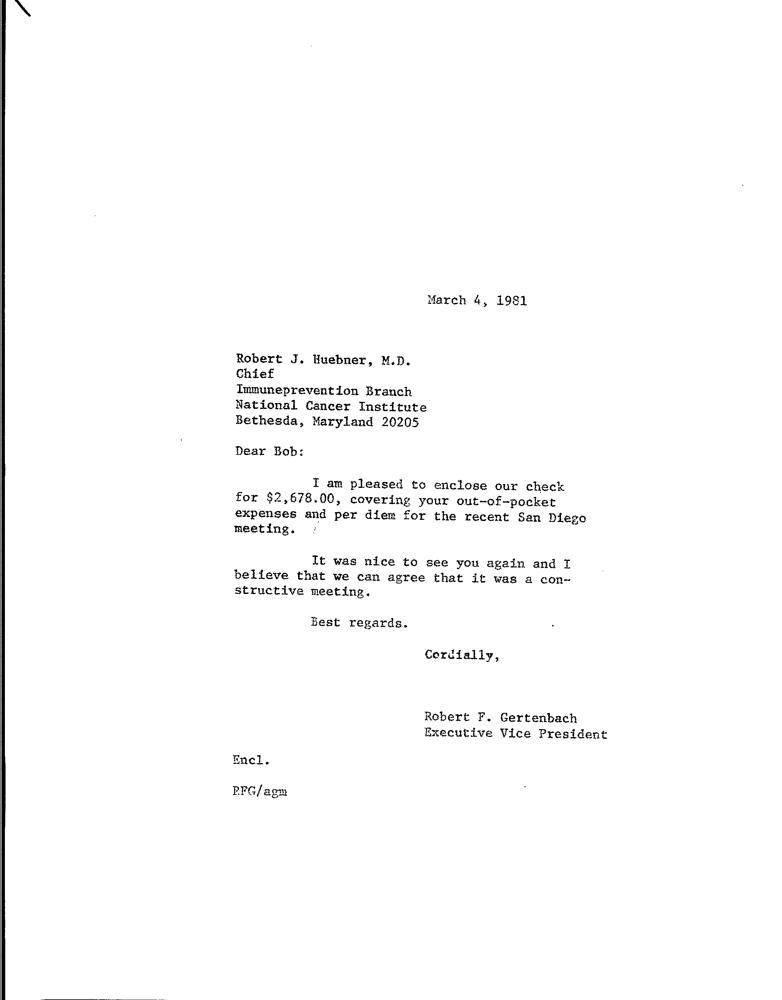 March 4, 1981
Robert J. Huebner, M.D.
Chief
Immuneprevention Branch
National Cancer Institute
Bethesda, Maryland 20205
Dear Bob:
I am pleased to enclose our check
for $2,678.00, covering your out-of-pocket
expenses and per diem for the recent San Diego
meeting.
It was nice to see you again and I
believe that we can agree that it was a con-
structive meeting.
Best regards.
Cordially,
Robert F. Gertenbach
Executive Vice President
Encl.
RFG/agm